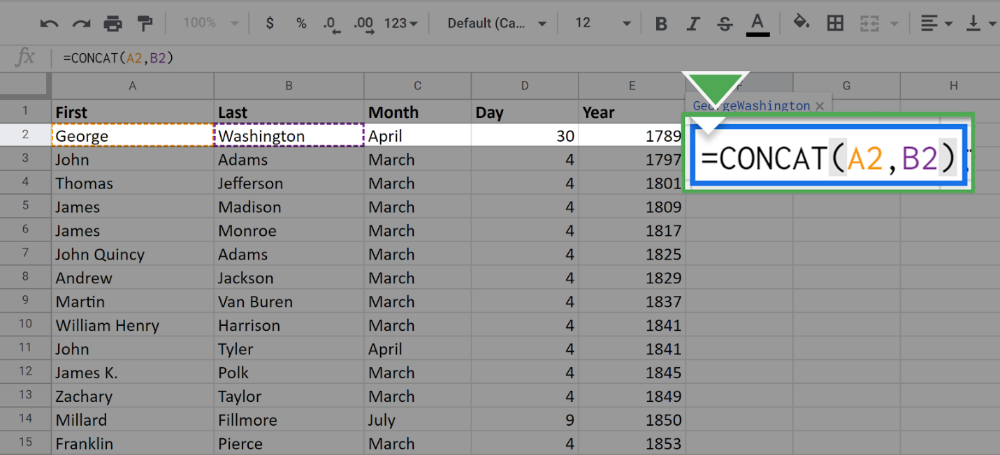 100% $ % .0 .00 123 Default (Ca... 12 B I S A
fx =CONCAT(A2,B2)
A B C D E F G H
1 First Last Month Day Year GeorgeWashington ×
2 George Washington April 30 1789 =CONCAT(A2,B2)
3 John Adams March 4 1797
4 Thomas Jefferson March 4 1801
5 James Madison March 4 1809
6 James Monroe March 4 1817
7 John Quincy Adams March 4 1825
8 Andrew Jackson March 4 1829
9 Martin Van Buren March 4 1837
10 William Henry Harrison March 4 1841
11 John Tyler April 4 1841
12 James K. Polk March 4 1845
13 Zachary Taylor March 4 1849
14 Millard Fillmore July 9 1850
15 Franklin Pierce March 4 1853